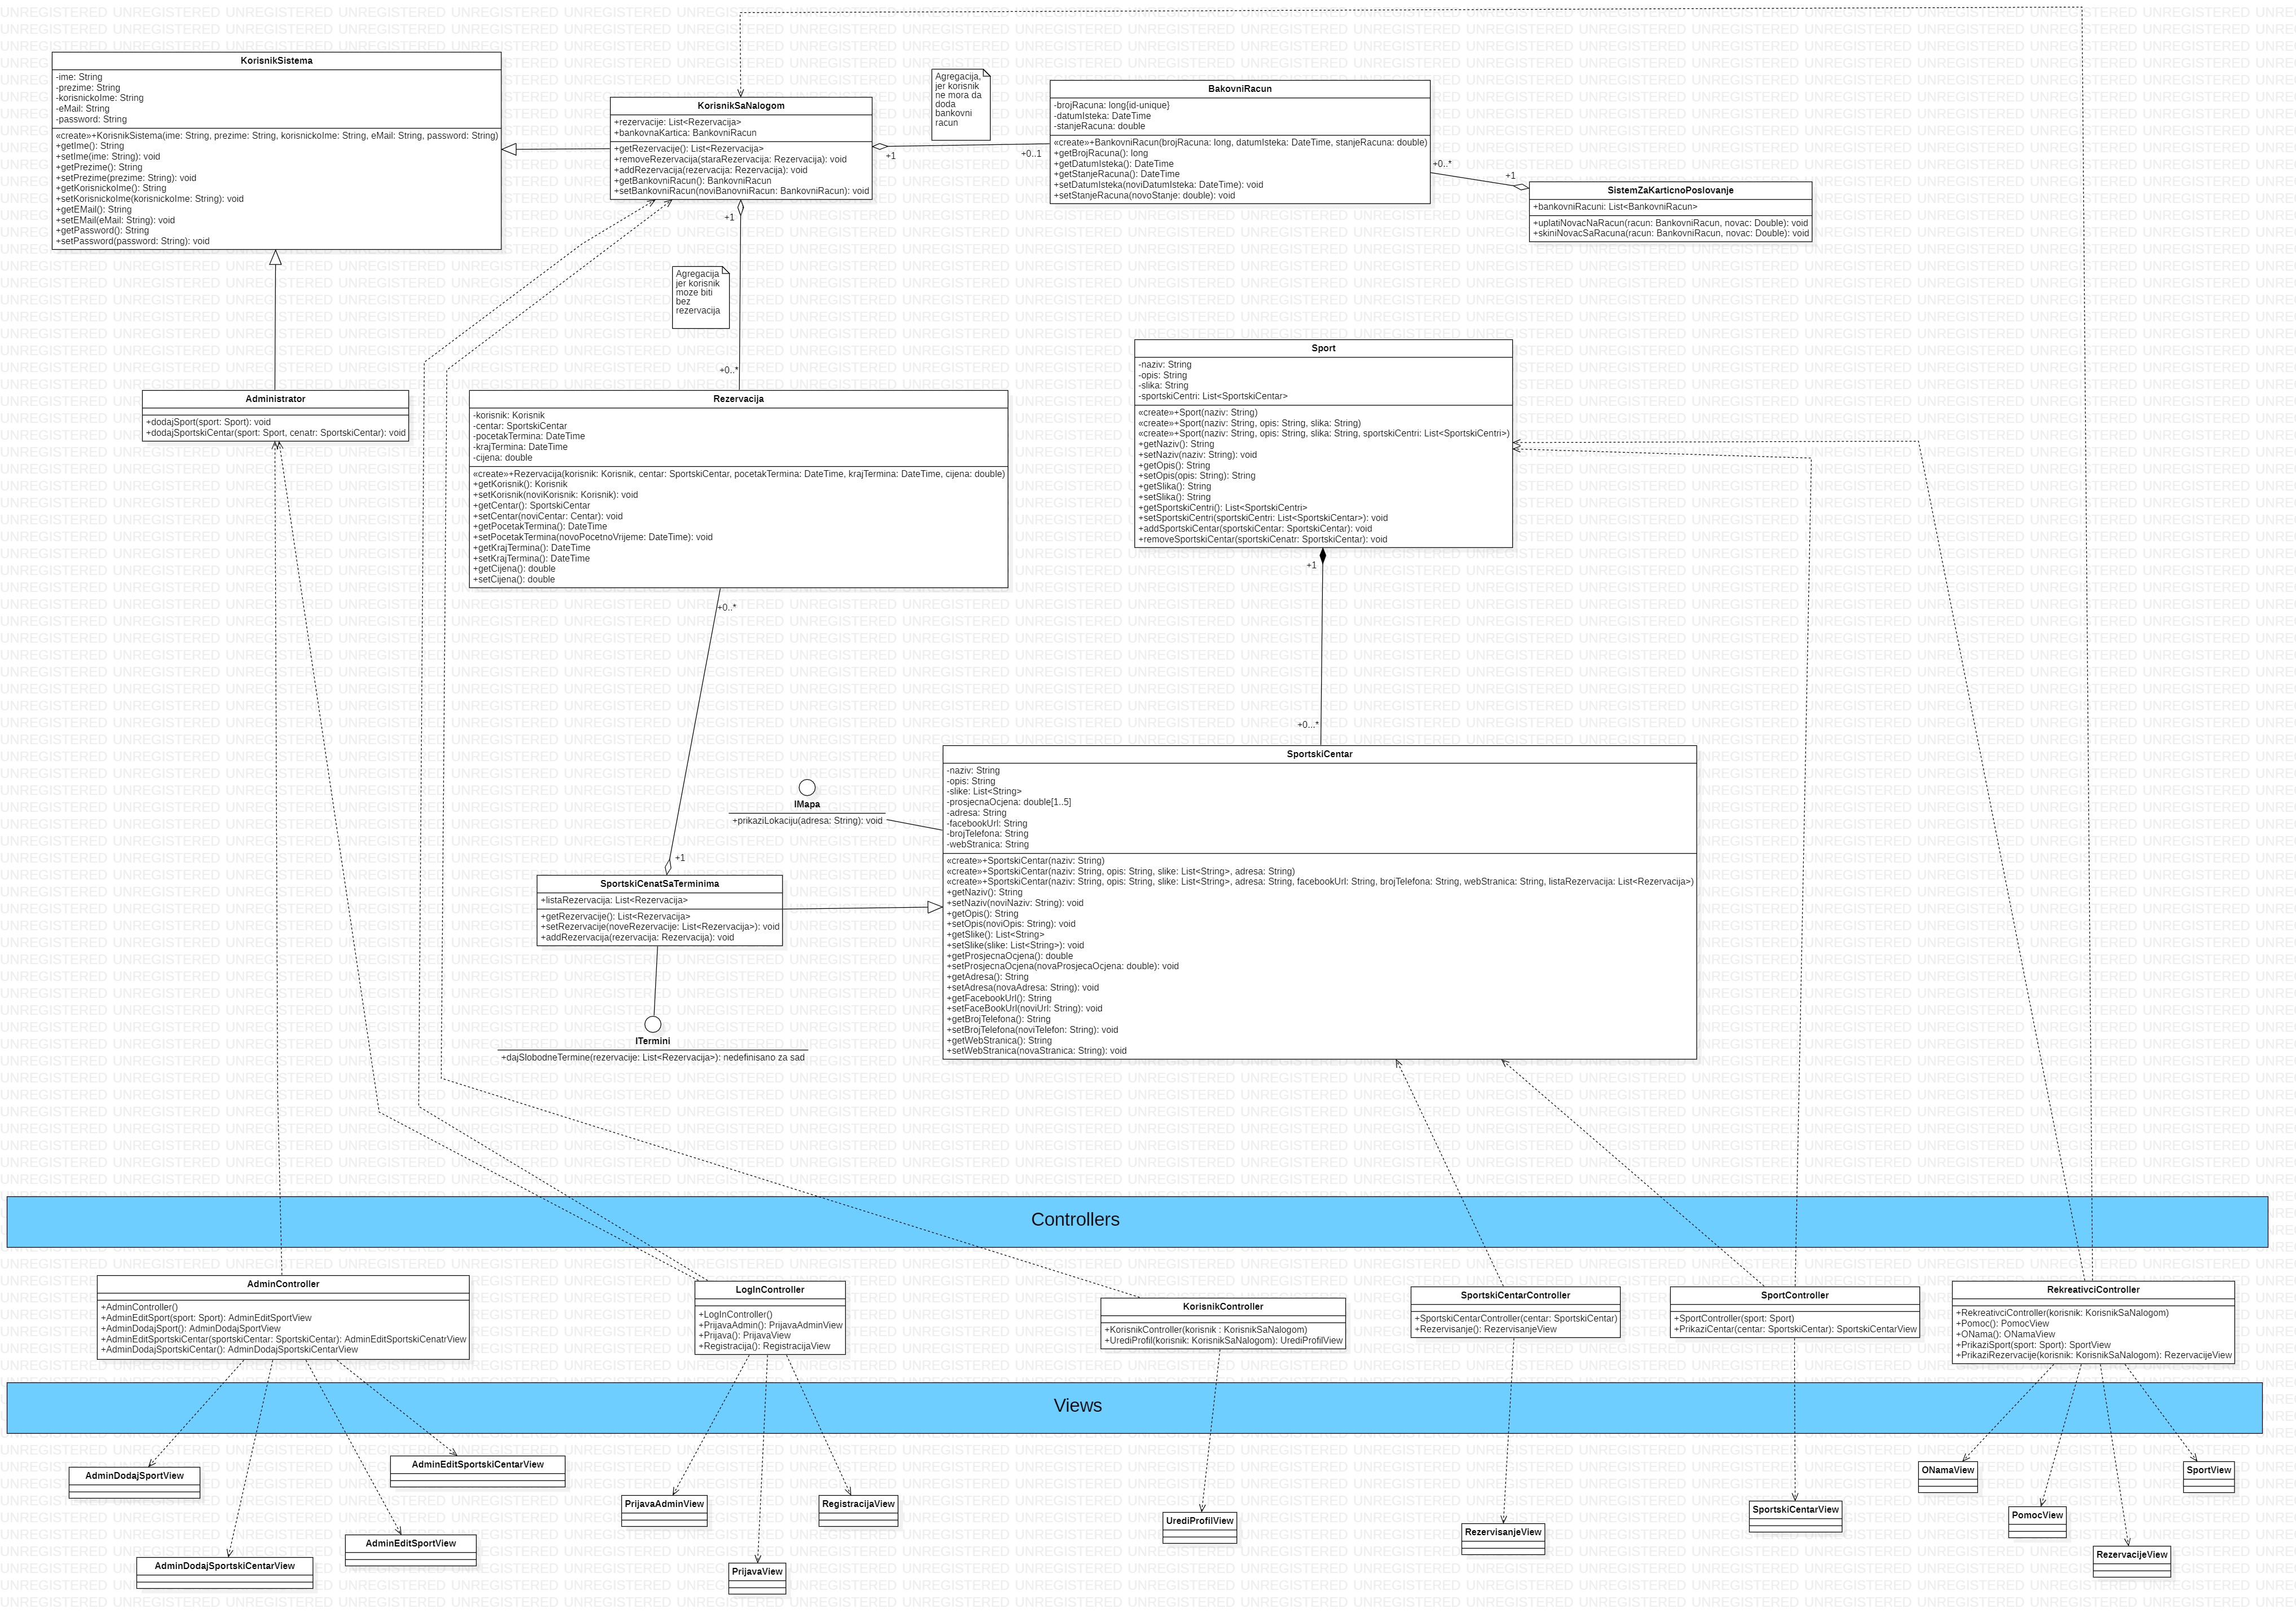 KorisnikSistema
-ime: String
-prezime: String
-korisnickoIme: String
-eMail: String
-password: String
«create»+KorisnikSistema(ime: String, prezime: String, korisnickoIme: String, eMail: String, password: String)
+getIme(): String
+setIme(ime: String): void
+getPrezime(): String
+setPrezime(prezime: String): void
+getKorisnickoIme(): String
+setKorisnickoIme(korisnickoIme: String): void
+getEMail(): String
+setEMail(eMail: String): void
+getPassword(): String
+setPassword(password: String): void
KorisnikSaNalogom
+rezervacije: List<Rezervacija>
+bankovnaKartica: BankovniRacun
+getRezervacije(): List<Rezervacija>
+removeRezervacija(staraRezervacija: Rezervacija): void
+addRezervacija(rezervacija: Rezervacija): void
+getBankovniRacun(): BankovniRacun
+setBankovniRacun(noviBanovniRacun: BankovniRacun): void
Agregacija,
jer korisnik
ne mora da
doda
bankovni
racun
+1
+0..1
BakovniRacun
-brojRacuna: long{id-unique}
-datumIsteka: DateTime
-stanjeRacuna: double
«create»+BankovniRacun(brojRacuna: long, datumIsteka: DateTime, stanjeRacuna: double)
+getBrojRacuna(): long
+getDatumIsteka(): DateTime
+getStanjeRacuna(): DateTime
+setDatumIsteka(noviDatumIsteka: DateTime): void
+setStanjeRacuna(novoStanje: double): void
+0..*
+1
SistemZaKarticnoPoslovanje
+bankovniRacuni: List<BankovniRacun>
+uplatiNovacNaRacun(racun: BankovniRacun, novac: Double): void
+skiniNovacSaRacuna(racun: BankovniRacun, novac: Double): void
+1
Agregacija
jer korisnik
moze biti
bez
rezervacija
+0..*
Administrator
+dodajSport(sport: Sport): void
+dodajSportskiCentar(sport: Sport, cenatr: SportskiCentar): void
Rezervacija
-korisnik: Korisnik
-centar: SportskiCentar
-pocetakTermina: DateTime
-krajTermina: DateTime
-cijena: double
«create»+Rezervacija(korisnik: Korisnik, centar: SportskiCentar, pocetakTermina: DateTime, krajTermina: DateTime, cijena: double)
+getKorisnik(): Korisnik
+setKorisnik(noviKorisnik: Korisnik): void
+getCentar(): SportskiCentar
+setCentar(noviCentar: Centar): void
+getPocetakTermina(): DateTime
+setPocetakTermina(novoPocetnoVrijeme: DateTime): void
+getKrajTermina(): DateTime
+setKrajTermina(): DateTime
+getCijena(): double
+setCijena(): double
+0..*
Sport
-naziv: String
-opis: String
-slika: String
-sportskiCentri: List<SportskiCentar>
«create»+Sport(naziv: String)
«create»+Sport(naziv: String, opis: String, slika: String)
«create»+Sport(naziv: String, opis: String, slika: String, sportskiCentri: List<SportskiCentri>)
+getNaziv(): String
+setNaziv(naziv: String): void
+getOpis(): String
+setOpis(opis: String): String
+getSlika(): String
+setSlika(): String
+getSportskiCentri(): List<SportskiCentri>
+setSportskiCentri(sportskiCentri: List<SportskiCentar>): void
+addSportskiCentar(sportskiCentar: SportskiCentar): void
+removeSportskiCentar(sportskiCenatr: SportskiCentar): void
+1
+0...*
IMapa
+prikaziLokaciju(adresa: String): void
+1
SportskiCenatSaTerminima
+listaRezervacija: List<Rezervacija>
+getRezervacije(): List<Rezervacija>
+setRezervacije(noveRezervacije: List<Rezervacija>): void
+addRezervacija(rezervacija: Rezervacija): void
ITermini
+dajSlobodneTermine(rezervacije: List<Rezervacija>): nedefinisano za sad
SportskiCentar
-naziv: String
-opis: String
-slike: List<String>
-prosjecnaOcjena: double[1..5]
-adresa: String
-facebookUrl: String
-brojTelefona: String
-webStranica: String
«create»+SportskiCentar(naziv: String)
«create»+SportskiCentar(naziv: String, opis: String, slike: List<String>, adresa: String)
«create»+SportskiCentar(naziv: String, opis: String, slike: List<String>, adresa: String, facebookUrl: String, brojTelefona: String, webStranica: String, listaRezervacija: List<Rezervacija>)
+getNaziv(): String
+setNaziv(noviNaziv: String): void
+getOpis(): String
+setOpis(noviOpis: String): void
+getSlike(): List<String>
+setSlike(slike: List<String>): void
+getProsjecnaOcjena(): double
+setProsjecnaOcjena(novaProsjecaOcjena: double): void
+getAdresa(): String
+setAdresa(novaAdresa: String): void
+getFacebookUrl(): String
+setFaceBookUrl(noviUrl: String): void
+getBrojTelefona(): String
+setBrojTelefona(noviTelefon: String): void
+getWebStranica(): String
+setWebStranica(novaStranica: String): void
Controllers
AdminController
+AdminController()
+AdminEditSport(sport: Sport): AdminEditSportView
+AdminDodajSport(): AdminDodajSportView
+AdminEditSportskiCentar(sportskiCentar: SportskiCentar): AdminEditSportskiCenatrView
+AdminDodajSportskiCentar(): AdminDodajSportskiCentarView
LogInController
+LogInController()
+PrijavaAdmin(): PrijavaAdminView
+Prijava(): PrijavaView
+Registracija(): RegistracijaView
KorisnikController
+KorisnikController(korisnik : KorisnikSaNalogom)
+UrediProfil(korisnik: KorisnikSaNalogom): UrediProfilView
SportskiCentarController
+SportskiCentarController(centar: SportskiCentar)
+Rezervisanje(): RezervisanjeView
SportController
+SportController(sport: Sport)
+PrikaziCentar(centar: SportskiCentar): SportskiCentarView
RekreativciController
+RekreativciController(korisnik: KorisnikSaNalogom)
+Pomoc(): PomocView
+ONama(): ONamaView
+PrikaziSport(sport: Sport): SportView
+PrikaziRezervacije(korisnik: KorisnikSaNalogom): RezervacijeView
Views
AdminDodajSportView
AdminEditSportskiCentarView
AdminEditSportView
AdminDodajSportskiCentarView
PrijavaAdminView
RegistracijaView
PrijavaView
UrediProfilView
RezervisanjeView
SportskiCentarView
ONamaView
SportView
PomocView
RezervacijeView